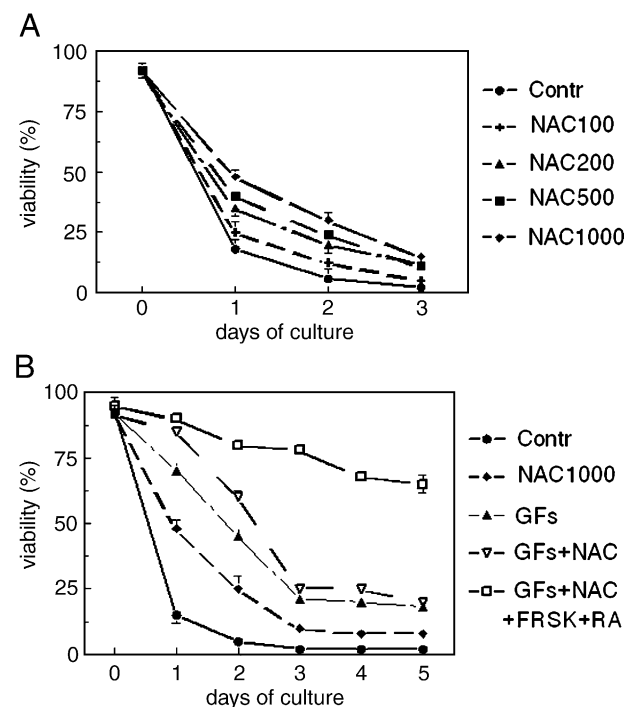 A
100
75
50
25
0
viability (%)
0 1 2 3
days of culture
Contr
NAC100
NAC200
NAC500
NAC1000
B
100
75
50
25
0
viability (%)
0 1 2 3 4 5
days of culture
Contr
NAC1000
GFs
GFs+NAC
GFs+NAC
+FRSK+RA